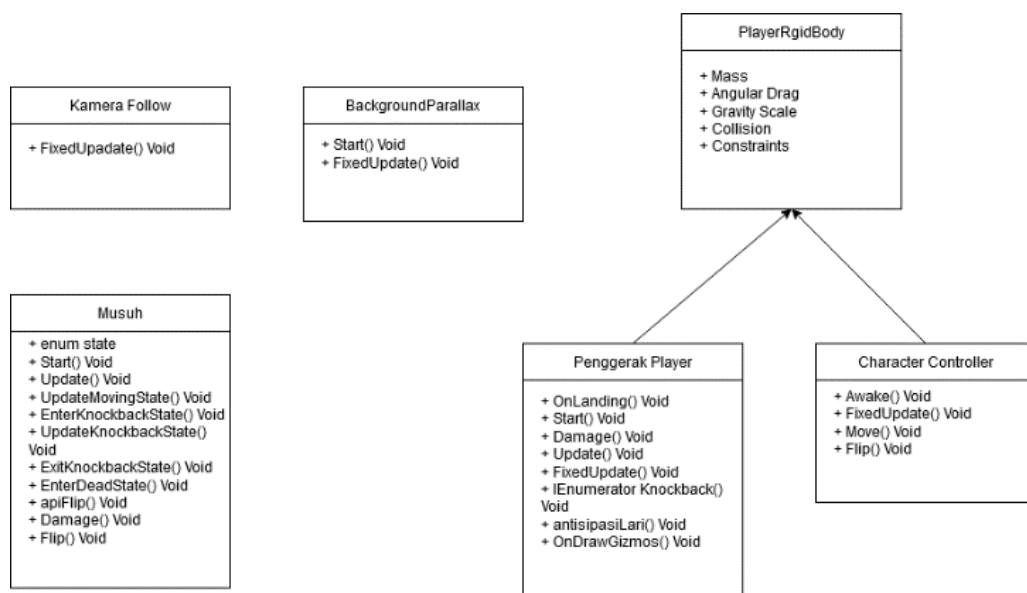 PlayerRgidBody
+ Mass
+ Angular Drag
+ Gravity Scale
+ Collision
+ Constraints
Kamera Follow
+ FixedUpadate() Void
BackgroundParallax
+ Start() Void
+ FixedUpdate() Void
Musuh
+ enum state
+ Start() Void
+ Update() Void
+ UpdateMovingState() Void
+ EnterKnockbackState() Void
+ UpdateKnockbackState()
Void
+ ExitKnockbackState() Void
+ EnterDeadState() Void
+ apiFlip() Void
+ Damage() Void
+ Flip() Void
Penggerak Player
+ OnLanding() Void
+ Start() Void
+ Damage() Void
+ Update() Void
+ FixedUpdate() Void
+ IEnumerator Knockback()
Void
+ antisipasiLari() Void
+ OnDrawGizmos() Void
Character Controller
+ Awake() Void
+ FixedUpdate() Void
+ Move() Void
+ Flip() Void